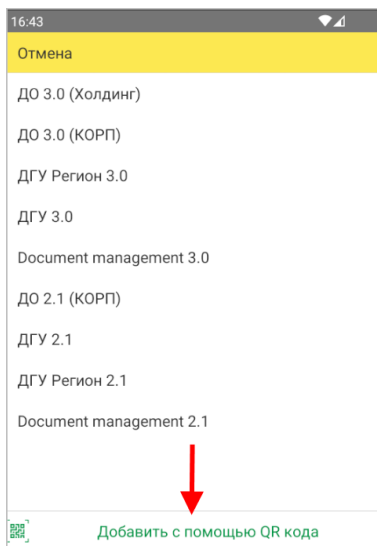 16:43
Отмена
ДО 3.0 (Холдинг)
ДО 3.0 (КОРП)
ДГУ Регион 3.0
ДГУ 3.0
Document management 3.0
ДО 2.1 (КОРП)
ДГУ 2.1
ДГУ Регион 2.1
Document management 2.1
Добавить с помощью QR кода